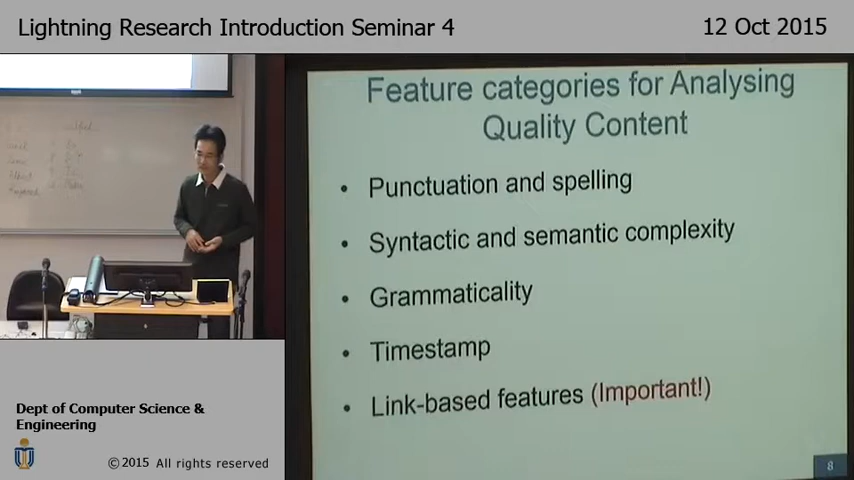 Lightning Research Introduction Seminar 4
12 Oct 2015
Feature categories for Analysing
Quality Content
• Punctuation and spelling
• Syntactic and semantic complexity
• Grammaticality
• Timestamp
• Link-based features (Important!)
8
Dept of Computer Science &
Engineering
© 2015 All rights reserved